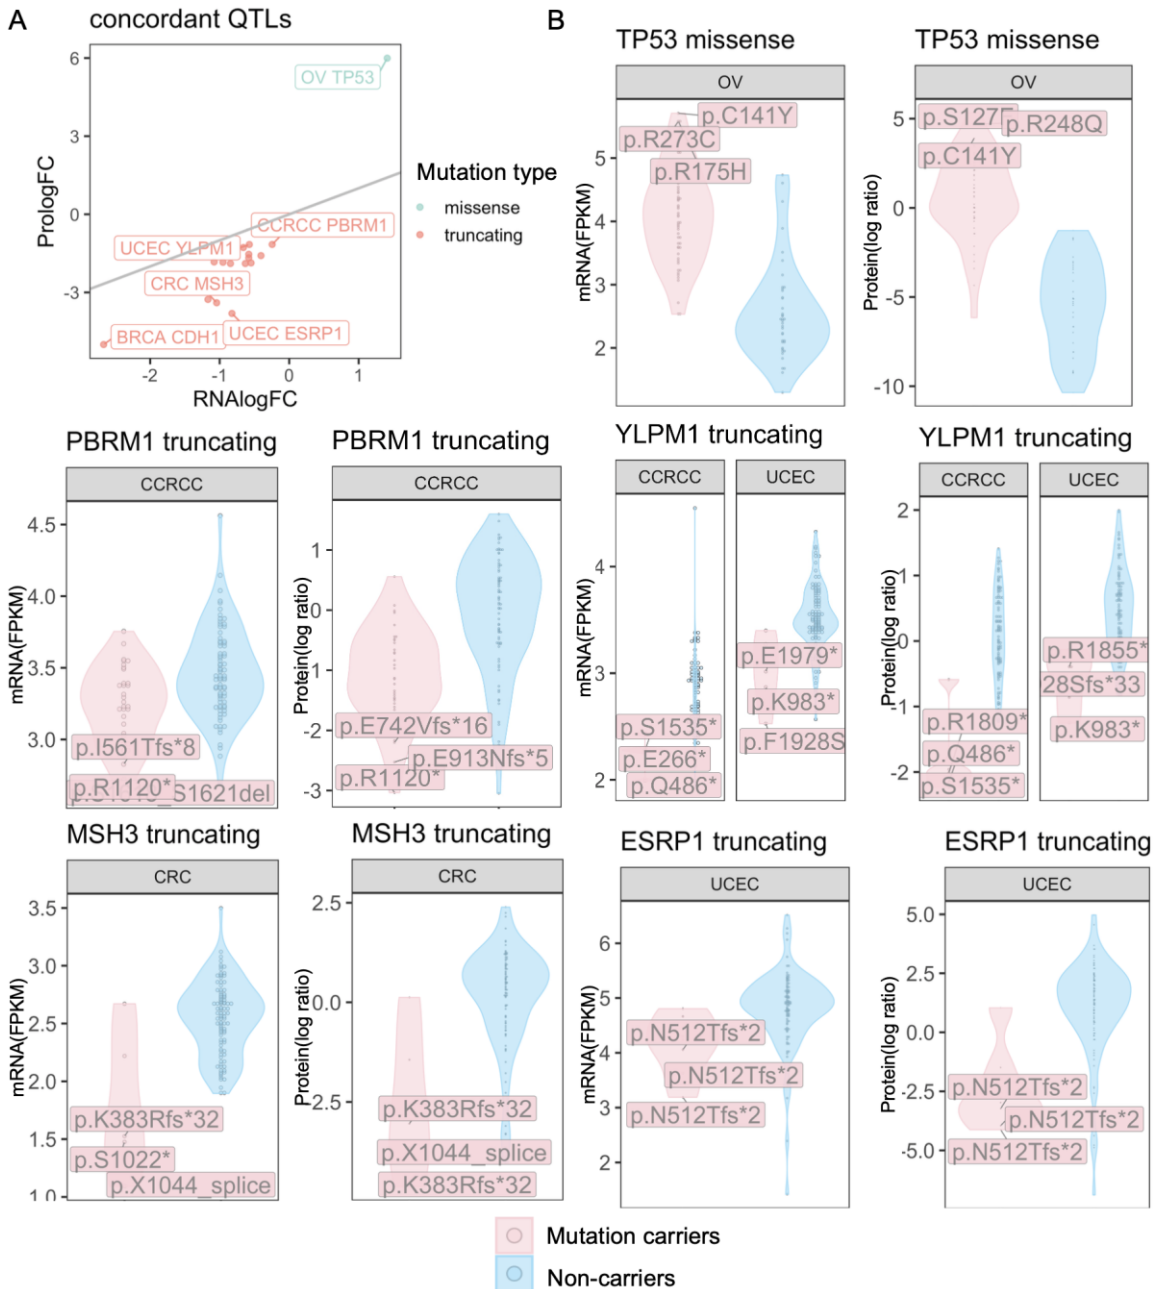 A
concordant QTLs
6
3
0
-3
PrologFC
OV TP53
CCRCC PBRM1
UCEC YLPM1
CRC MSH3
UCEC ESRP1
BRCA CDH1
-2
-1
0
1
RNAlogFC
Mutation type
missense
truncating
B
TP53 missense
OV
p.C141Y
p.R273C
p.R175H
5
4
3
2
mRNA(FPKM)
TP53 missense
OV
p.R248Q
p.C141Y
5
0
-5
-10
Protein(log ratio)
PBRM1 truncating
CCRCC
4.5
4.0
3.5
3.0
mRNA(FPKM)
p.I561Tfs*8
p.R1120*
S1621del
PBRM1 truncating
CCRCC
1
0
-1
-2
-3
Protein(log ratio)
p.E742Vfs*16
p.E913Nfs*5
p.R1120*
YLPM1 truncating
CCRCC
UCEC
4
3
2
mRNA(FPKM)
p.S1535*
p.E266*
p.Q486*
p.E1979*
p.K983*
p.F1928S
YLPM1 truncating
CCRCC
UCEC
2
1
0
-1
-2
Protein(log ratio)
p.R1809*
p.Q486*
p.S1535*
p.R1855*
28Sfs*33
p.K983*
MSH3 truncating
CRC
3.5
3.0
2.5
2.0
1.5
1.0
mRNA(FPKM)
p.K383Rfs*32
p.S1022*
p.X1044_splice
MSH3 truncating
CRC
2.5
0.0
-2.5
Protein(log ratio)
p.K383Rfs*32
p.X1044_splice
p.K383Rfs*32
ESRP1 truncating
UCEC
6
5
4
3
2
mRNA(FPKM)
p.N512Tfs*2
p.N512Tfs*2
p.N512Tfs*2
ESRP1 truncating
UCEC
5.0
2.5
0.0
-2.5
-5.0
Protein(log ratio)
p.N512Tfs*2
p.N512Tfs*2
p.N512Tfs*2
Mutation carriers
Non-carriers